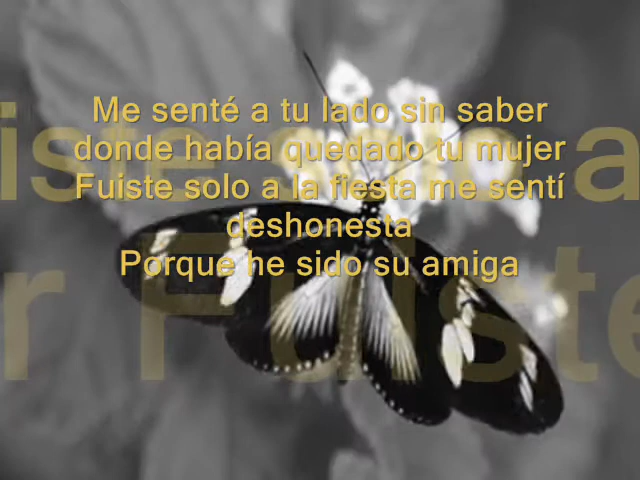 Me senté a tu lado sin saber
donde había quedado tu mujer
Fuiste solo a la fiesta me sentí
deshonesta
Porque he sido su amiga